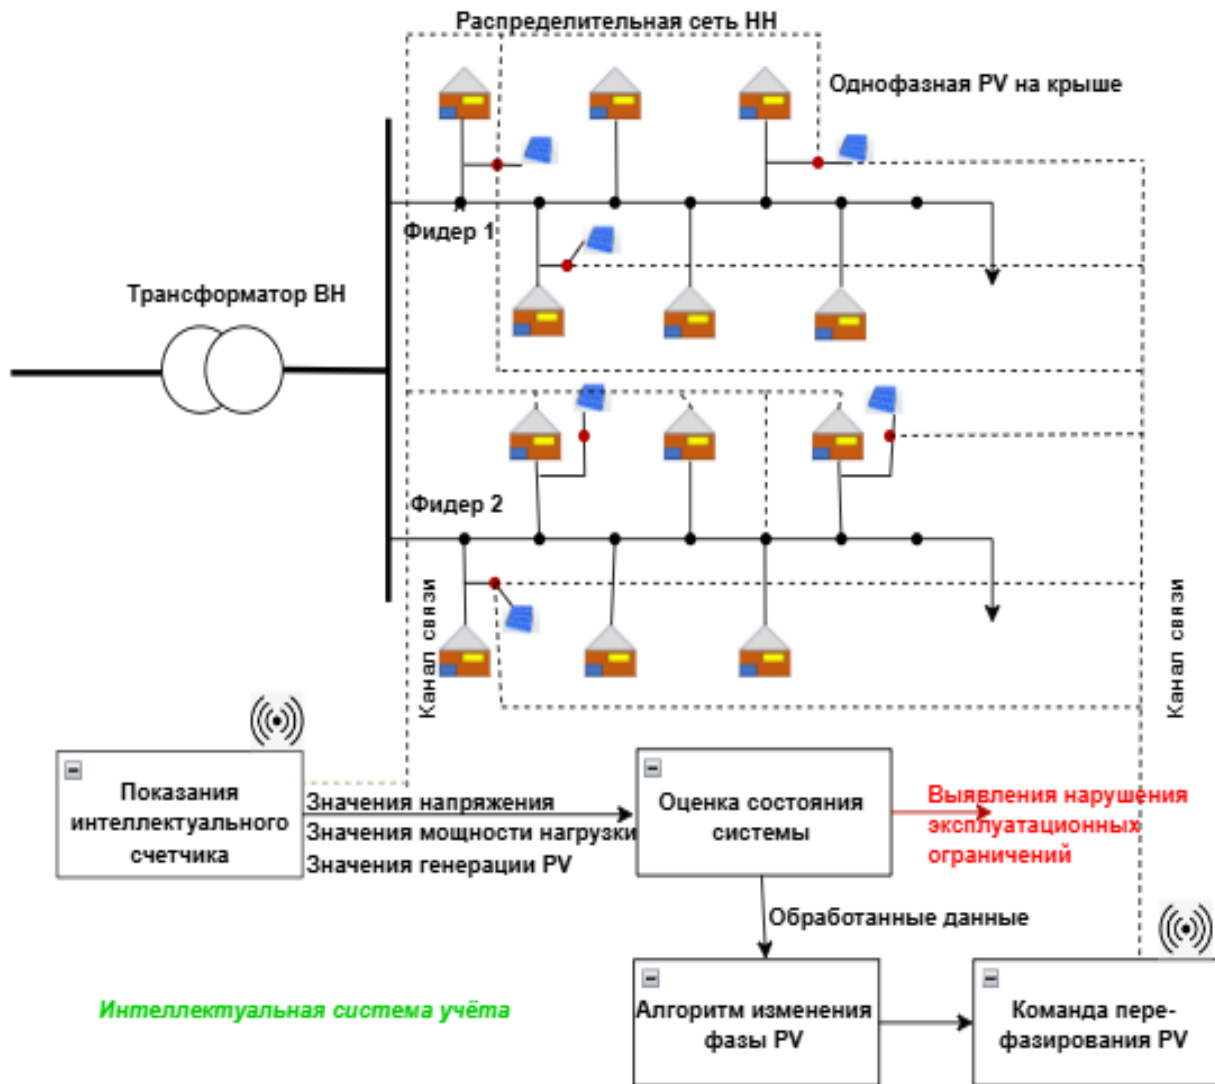 Распределительная сеть НН
Однофазная PV на крыше
Фидер 1
Трансформатор ВН
Фидер 2
Канал связи
Канал связи
Показания
интеллектуального
счетчика
Значения напряжения
Значения мощности нагрузки
Значения генерации PV
Оценка состояния
системы
Выявления нарушения
эксплуатационных
ограничений
Обработанные данные
Интеллектуальная система учёта
Алгоритм изменения
фазы PV
Команда пере-
фазирования PV